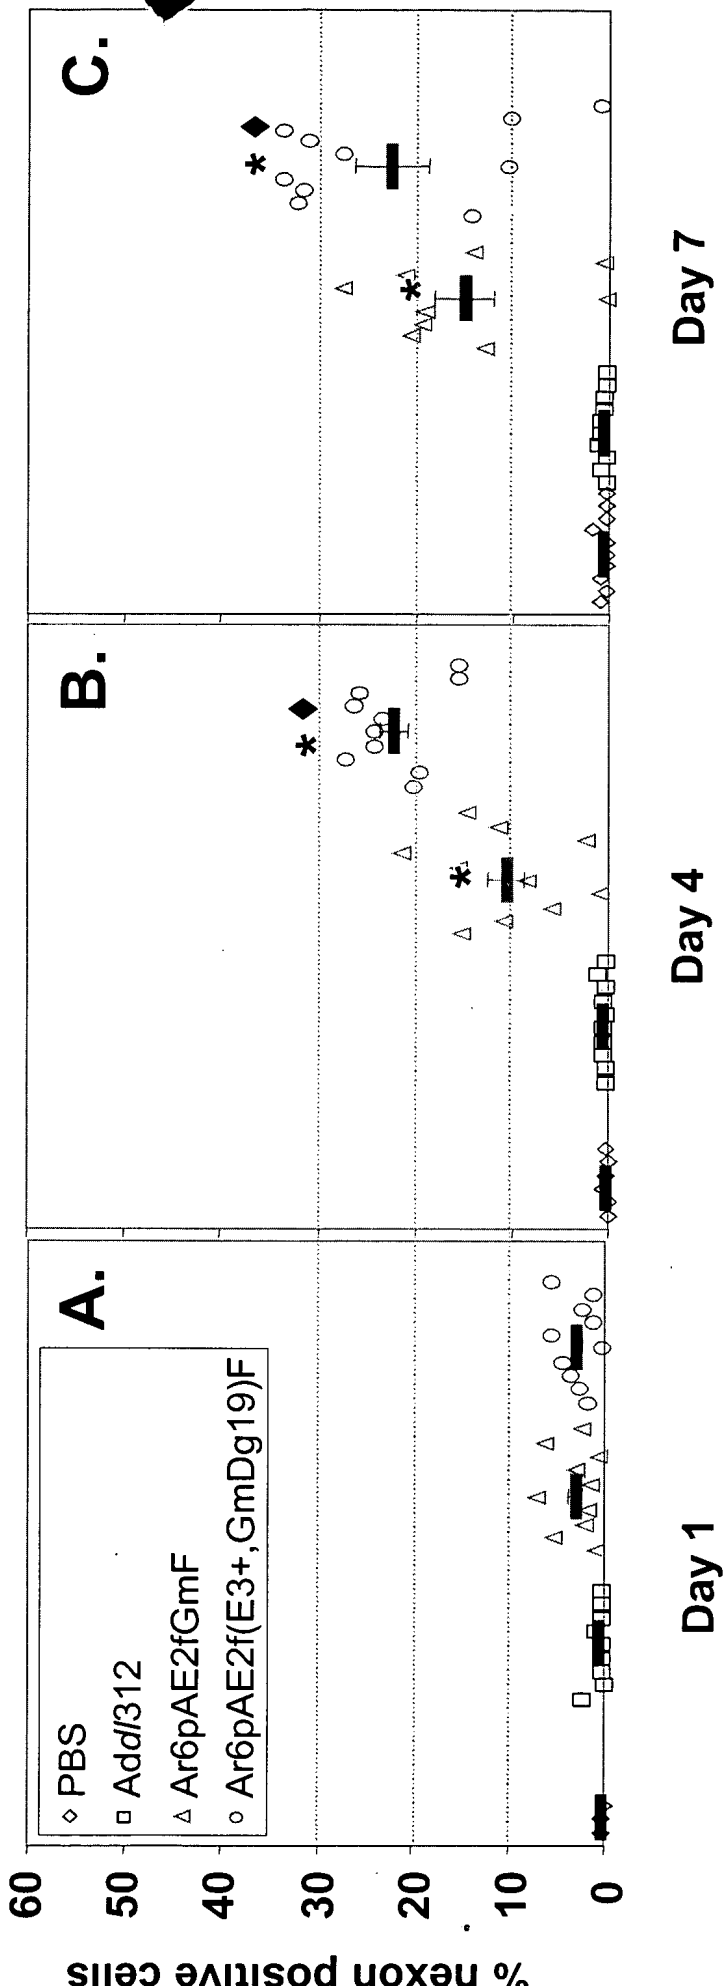 % hexon positive cells
60
50
40
30
20
10
0
◇ PBS
□ Addl312
△ Ar6pAE2fGmF
○ Ar6pAE2f(E3+,GmDg19)F
A.
Day 1
B.
*
*
Day 4
C.
*
*
Day 7